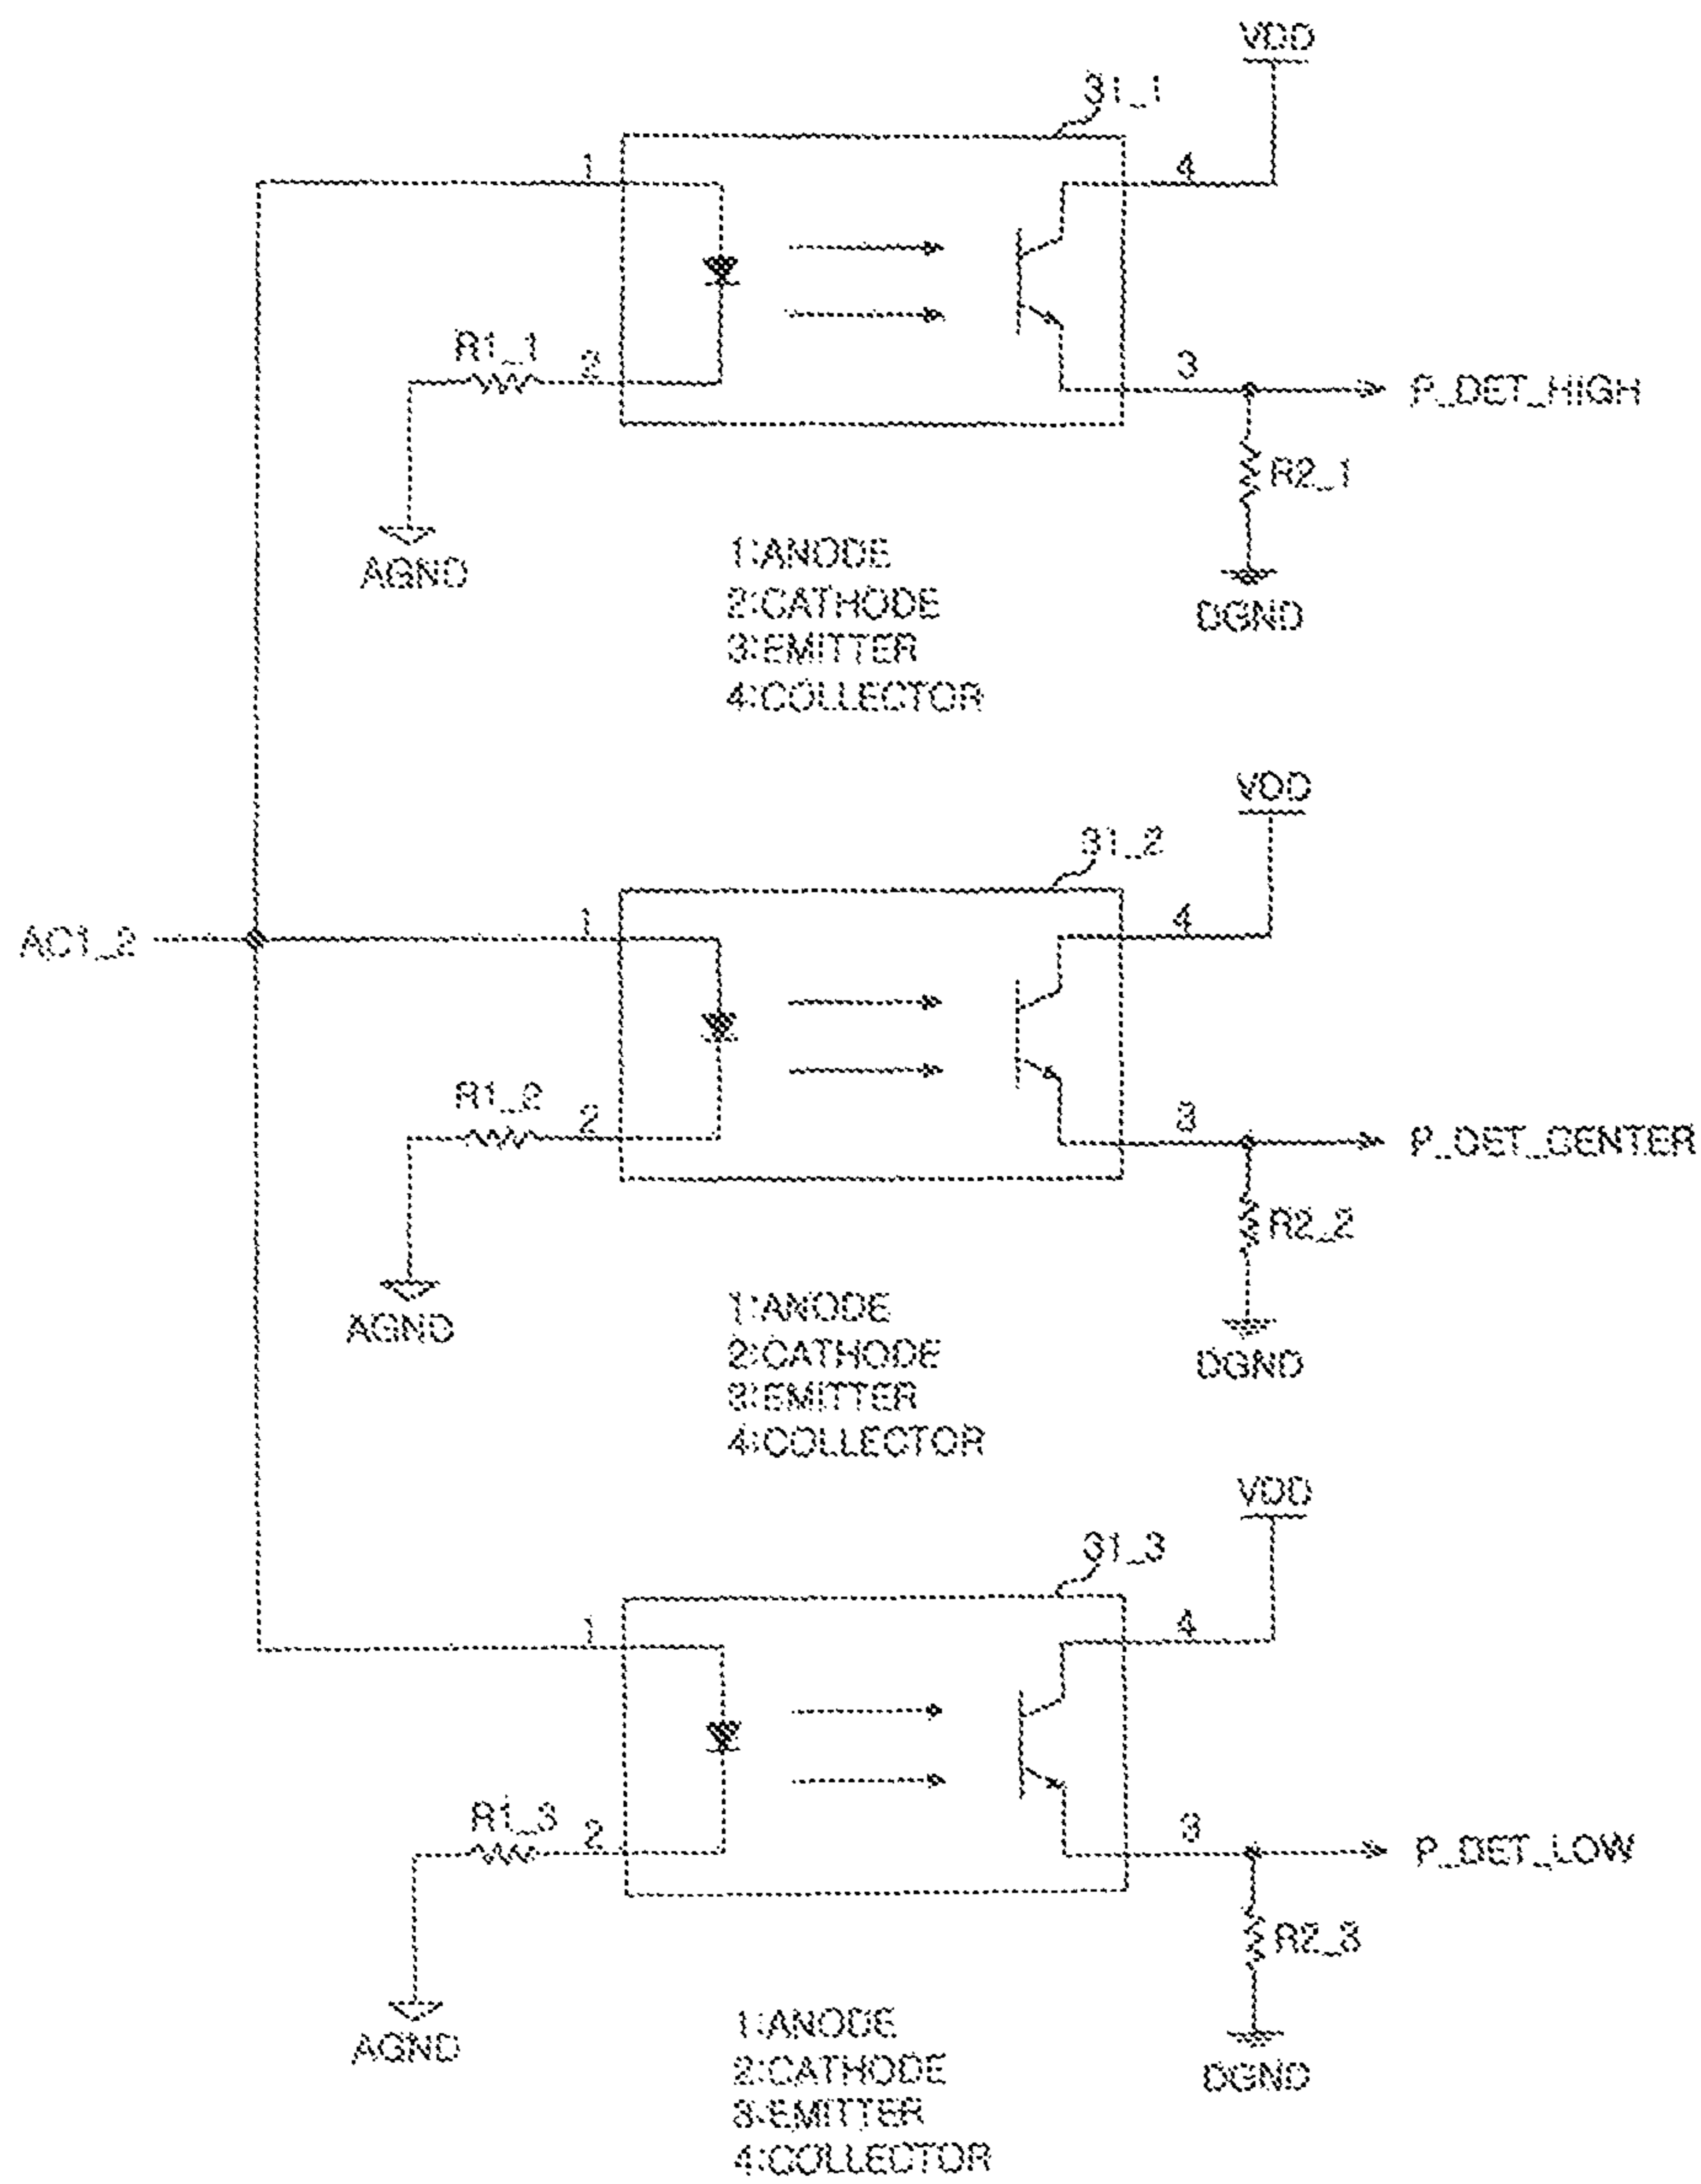 VDD
31_1
1
4
R1_1
2
3
P_DET_HIGH
R2_1
AGND
DGND
1:ANODE
2:CATHODE
3:EMITTER
4:COLLECTOR
VDD
31_2
AC1_2
1
4
R1_2
2
3
P_DET_CENTER
R2_2
AGND
DGND
1:ANODE
2:CATHODE
3:EMITTER
4:COLLECTOR
VDD
31_3
1
4
R1_3
2
3
P_DET_LOW
R2_3
AGND
DGND
1:ANODE
2:CATHODE
3:EMITTER
4:COLLECTOR